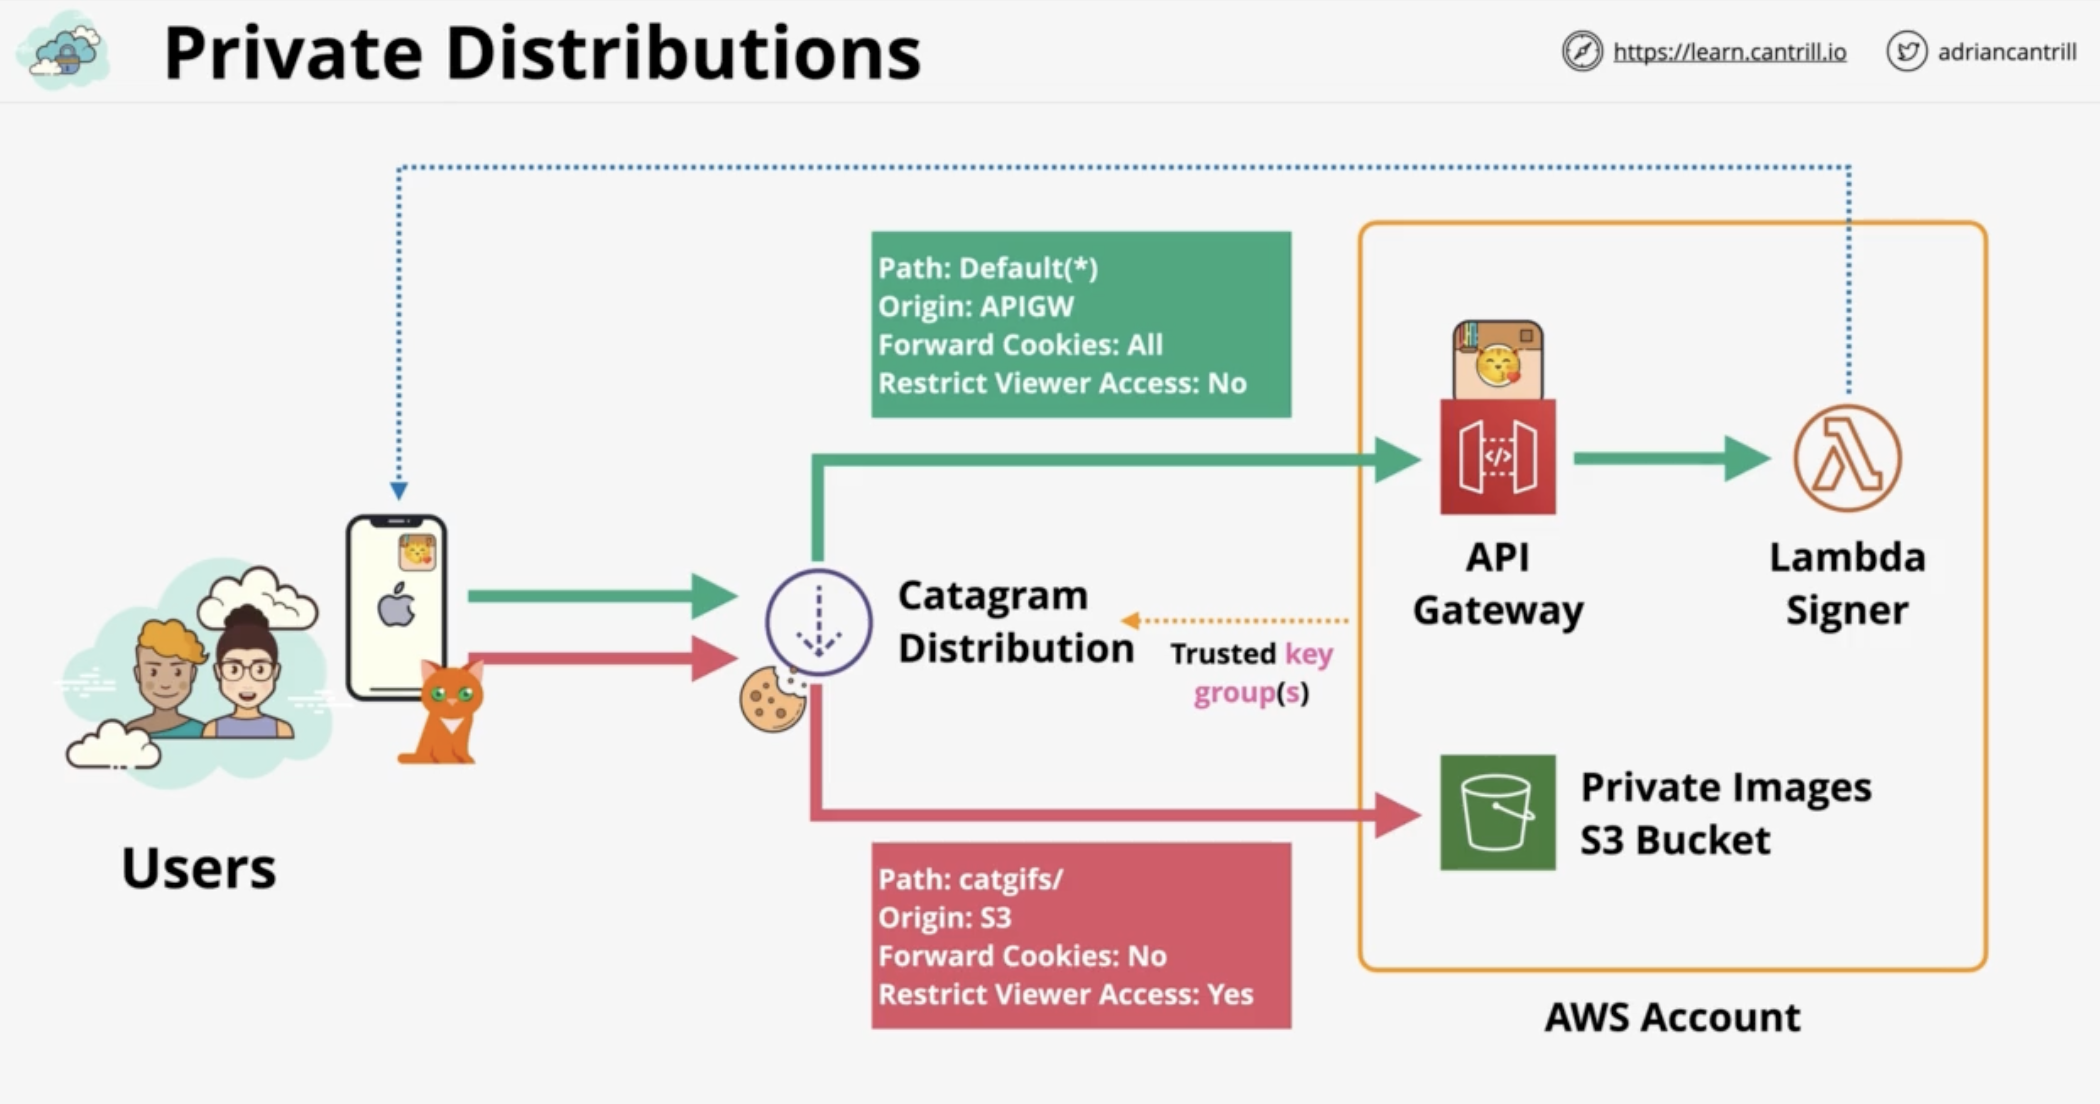 Private Distributions
https://learn.cantrill.io
adriancantrill
Path: Default(*)
Origin: APIGW
Forward Cookies: All
Restrict Viewer Access: No
</>
API
Gateway
Lambda
Signer
Catagram
Distribution
Trusted key
group(s)
Users
Private Images
S3 Bucket
Path: catgifs/
Origin: S3
Forward Cookies: No
Restrict Viewer Access: Yes
AWS Account